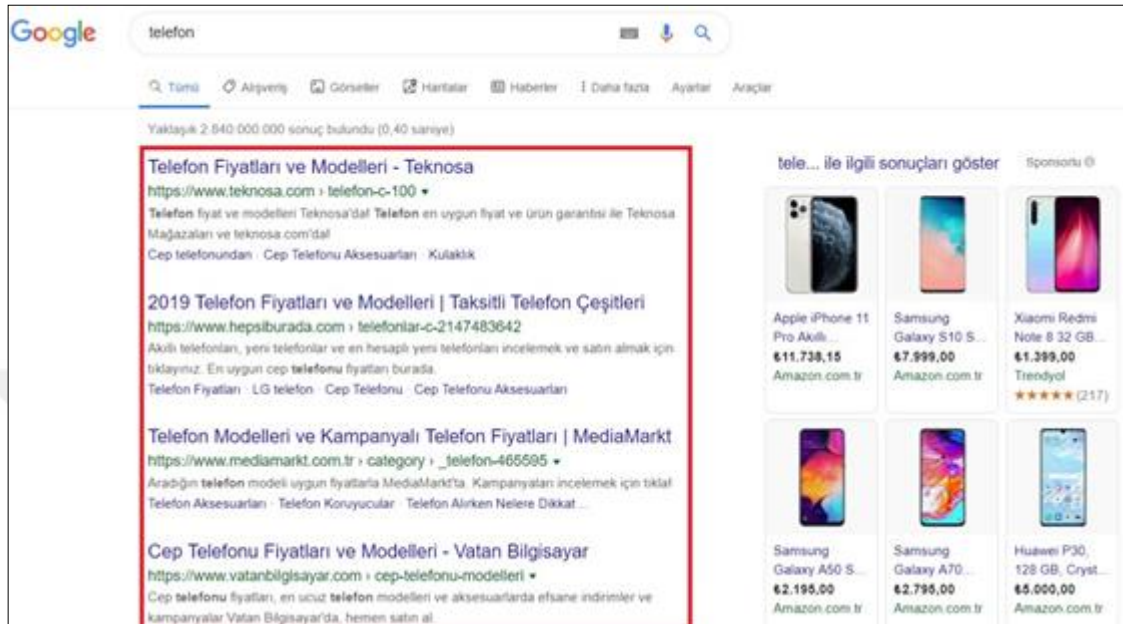 Google
telefon
Tümü Alışveriş Görseller Haritalar Haberler Daha fazla Ayarlar Araçlar
Yaklaşık 2.840.000.000 sonuç bulundu (0,40 saniye)
Telefon Fiyatları ve Modelleri - Teknosa
https://www.teknosa.com › telefon-c-100
Telefon fiyat ve modelleri Teknosa'da! Telefon en uygun fiyat ve ürün garantisi ile Teknosa
Mağazaları ve teknosa.com'da!
Cep telefonundan · Cep Telefonu Aksesuarları · Kulaklık
2019 Telefon Fiyatları ve Modelleri | Taksitli Telefon Çeşitleri
https://www.hepsiburada.com › telefonlar-c-2147483642
Akıllı telefonları, yeni telefonlar ve en hesaplı yeni telefonları incelemek ve satın almak için
tıklayınız. En uygun cep telefonu fiyatları burada.
Telefon Fiyatları · LG telefon · Cep Telefonu · Cep Telefonu Aksesuarları
Telefon Modelleri ve Kampanyalı Telefon Fiyatları | MediaMarkt
https://www.mediamarkt.com.tr › category › _telefon-465595
Aradığın telefon modeli uygun fiyatlarla MediaMarkt'ta. Kampanyaları incelemek için tıkla!
Telefon Aksesuarları · Telefon Koruyucular · Telefon Alırken Nelere Dikkat ...
Cep Telefonu Fiyatları ve Modelleri - Vatan Bilgisayar
https://www.vatanbilgisayar.com › cep-telefonu-modelleri
Cep telefonu fiyatları, en ucuz telefon modelleri ve aksesuarlarda efsane indirimler ve
kampanyalar Vatan Bilgisayar'da, hemen satın al.
tele... ile ilgili sonuçları göster Sponsorlu
Apple iPhone 11
Pro Akıllı...
₺11.738,15
Amazon.com.tr
Samsung
Galaxy S10 S...
₺7.999,00
Amazon.com.tr
Xiaomi Redmi
Note 8 32 GB...
₺1.399,00
Trendyol
(217)
Samsung
Galaxy A50 S...
₺2.195,00
Amazon.com.tr
Samsung
Galaxy A70...
₺2.795,00
Amazon.com.tr
Huawei P30,
128 GB, Cryst...
₺5.000,00
Amazon.com.tr